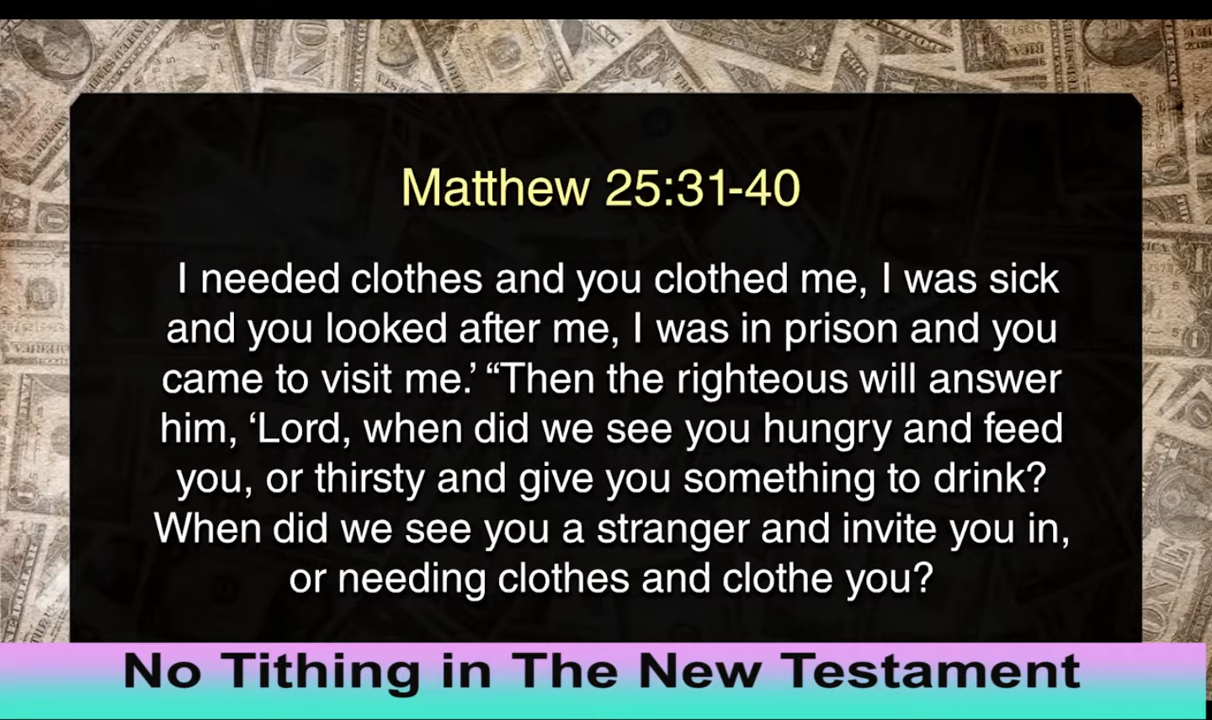 Matthew 25:31-40
I needed clothes and you clothed me, I was sick
and you looked after me, I was in prison and you
came to visit me.’ “Then the righteous will answer
him, ‘Lord, when did we see you hungry and feed
you, or thirsty and give you something to drink?
When did we see you a stranger and invite you in,
or needing clothes and clothe you?
No Tithing in The New Testament